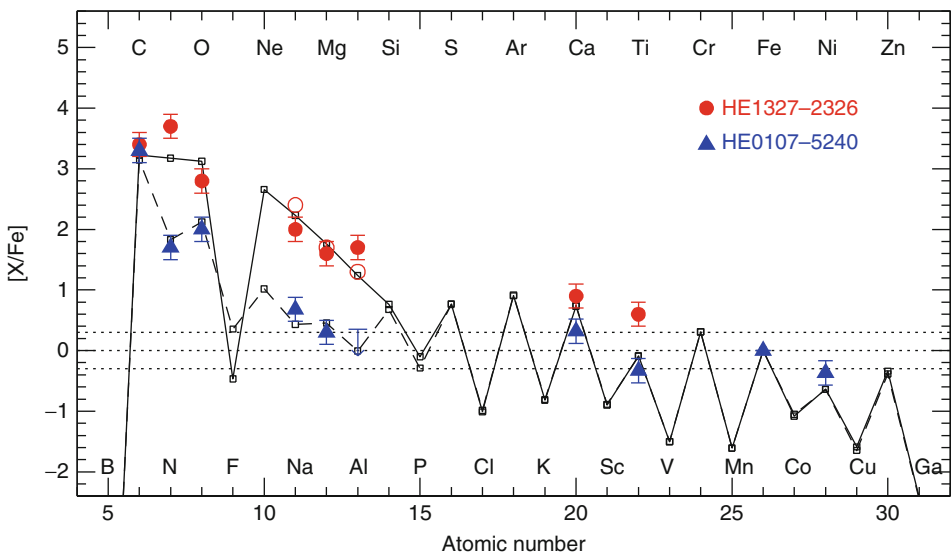 5
C O Ne Mg Si S Ar Ca Ti Cr Fe Ni Zn
4
HE1327–2326
HE0107–5240
3
2
[X/Fe]
1
0
−1
−2
B N F Na Al P Cl K Sc V Mn Co Cu Ga
5 10 15 20 25 30
Atomic number